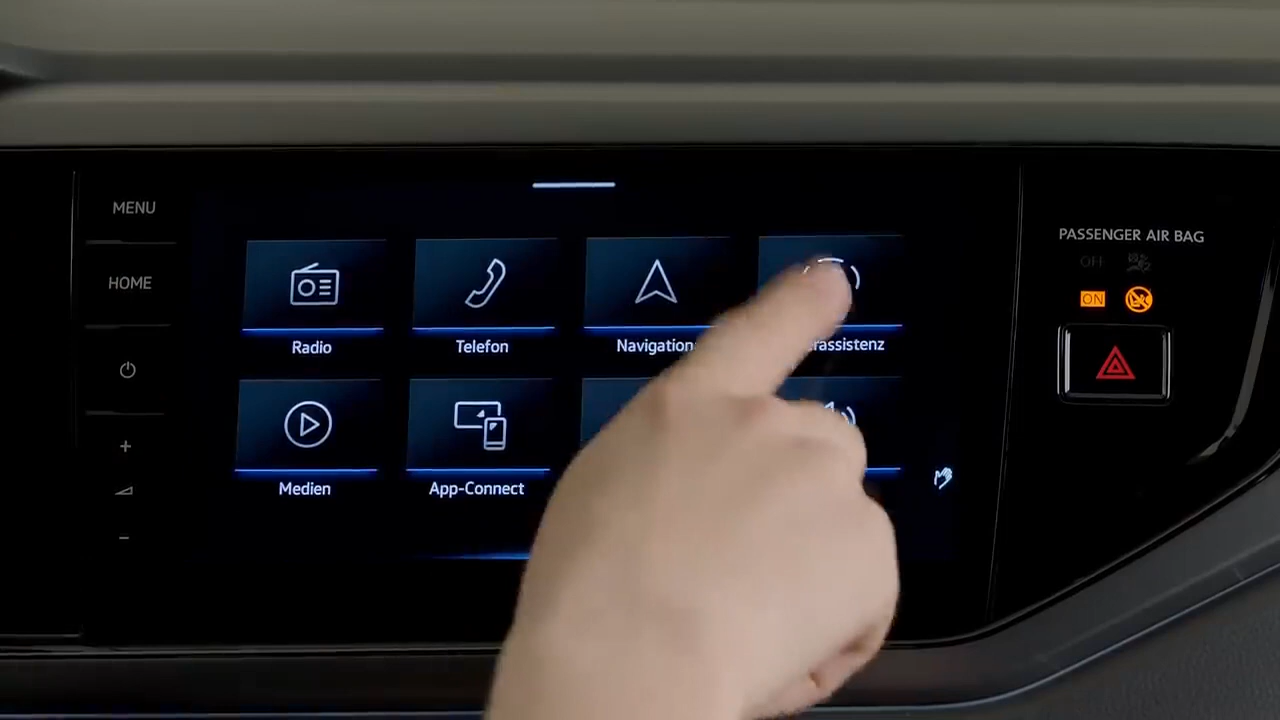 MENU
HOME
Radio
Telefon
Navigation
rassistenz
Medien
App-Connect
PASSENGER AIR BAG
OFF
ON